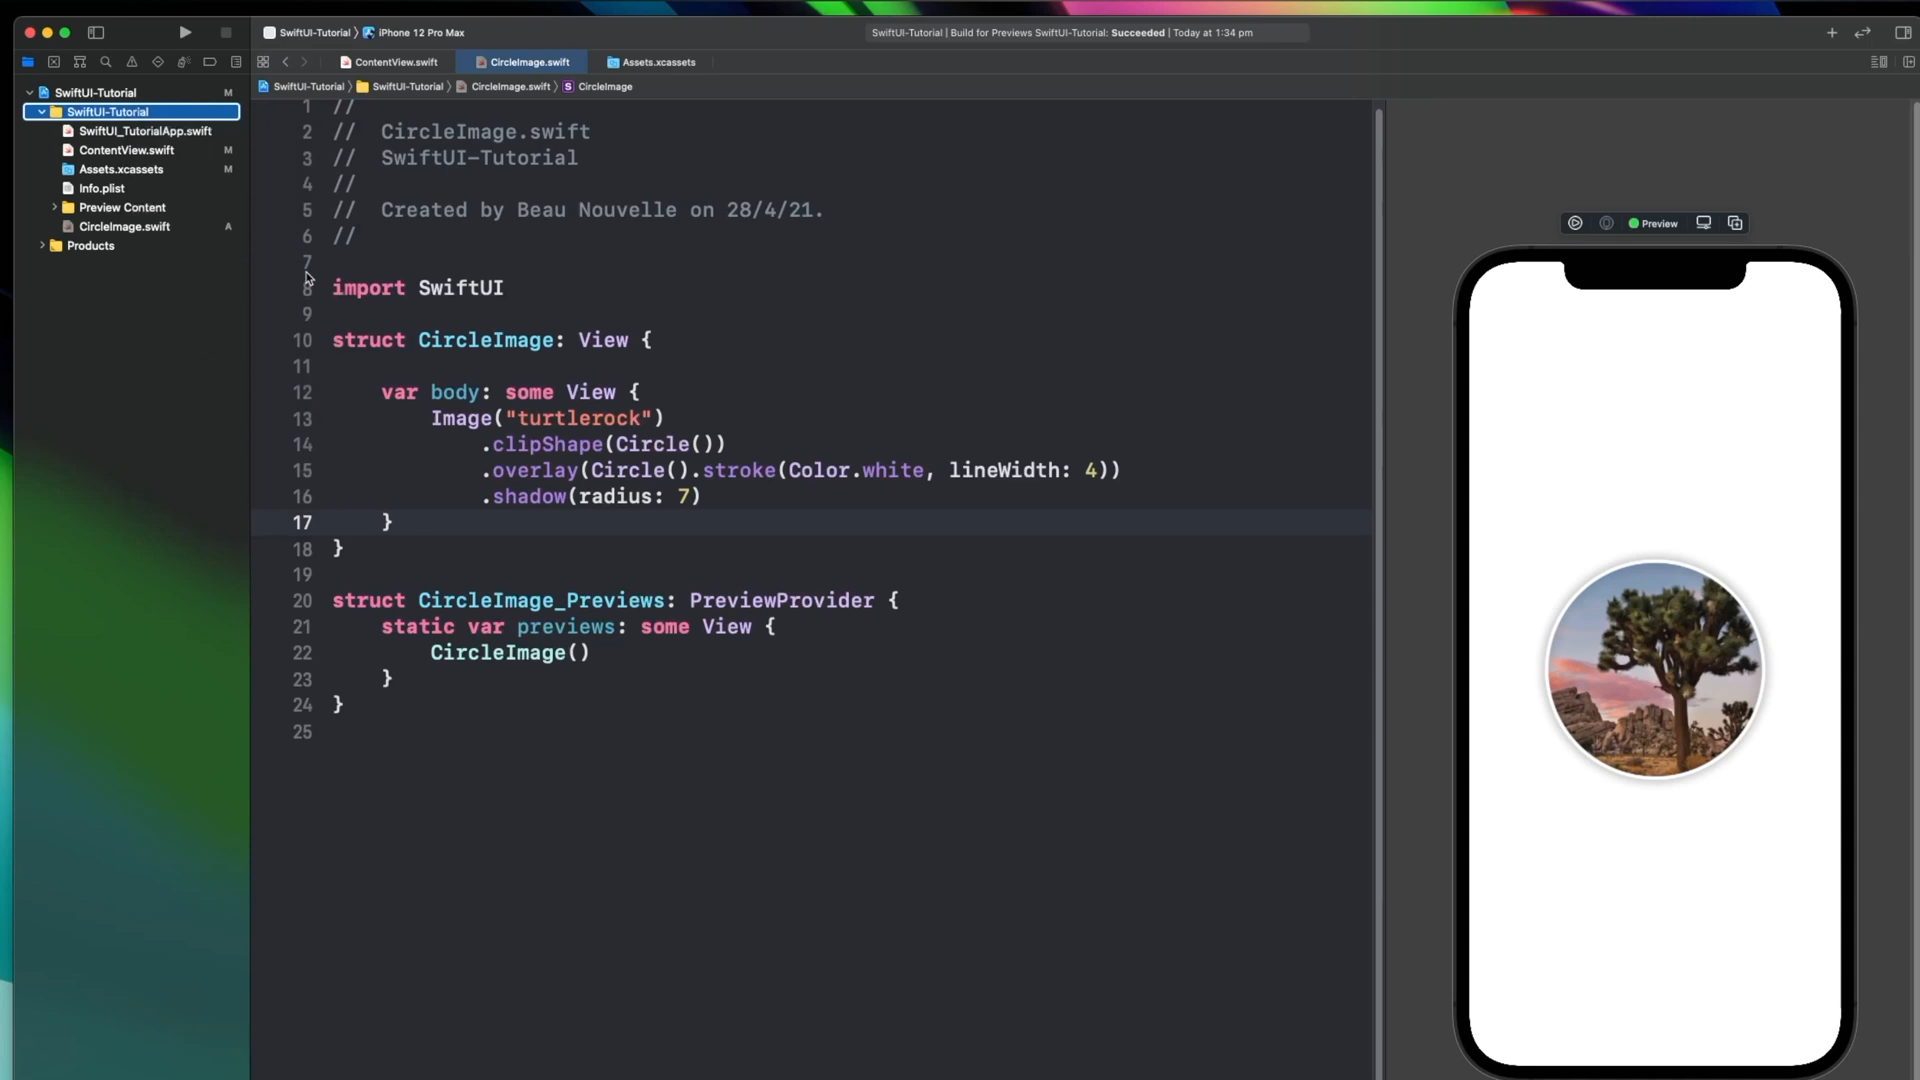 SwiftUI-Tutorial
iPhone 12 Pro Max
SwiftUI-Tutorial | Build for Previews SwiftUI-Tutorial: Succeeded | Today at 1:34 pm
ContentView.swift
CircleImage.swift
Assets.xcassets
SwiftUI-Tutorial
SwiftUI-Tutorial
CircleImage.swift
S CircleImage
SwiftUI-Tutorial M
SwiftUI-Tutorial
SwiftUI_TutorialApp.swift
ContentView.swift M
Assets.xcassets M
Info.plist
Preview Content
CircleImage.swift A
Products
1 //
2 // CircleImage.swift
3 // SwiftUI-Tutorial
4 //
5 // Created by Beau Nouvelle on 28/4/21.
6 //
7
8 import SwiftUI
9
10 struct CircleImage: View {
11
12 var body: some View {
13 Image("turtlerock")
14 .clipShape(Circle())
15 .overlay(Circle().stroke(Color.white, lineWidth: 4))
16 .shadow(radius: 7)
17 }
18 }
19
20 struct CircleImage_Previews: PreviewProvider {
21 static var previews: some View {
22 CircleImage()
23 }
24 }
25
Preview